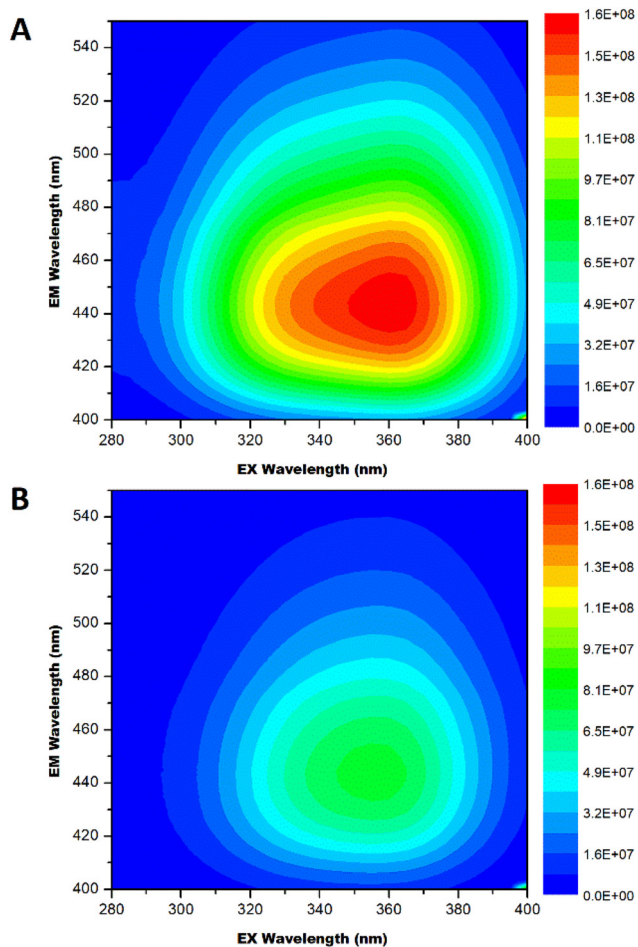 A
540
520
500
480
460
440
420
400
EM Wavelength (nm)
280 300 320 340 360 380 400
EX Wavelength (nm)
1.6E+08
1.5E+08
1.3E+08
1.1E+08
9.7E+07
8.1E+07
6.5E+07
4.9E+07
3.2E+07
1.6E+07
0.0E+00
B
540
520
500
480
460
440
420
400
EM Wavelength (nm)
280 300 320 340 360 380 400
EX Wavelength (nm)
1.6E+08
1.5E+08
1.3E+08
1.1E+08
9.7E+07
8.1E+07
6.5E+07
4.9E+07
3.2E+07
1.6E+07
0.0E+00